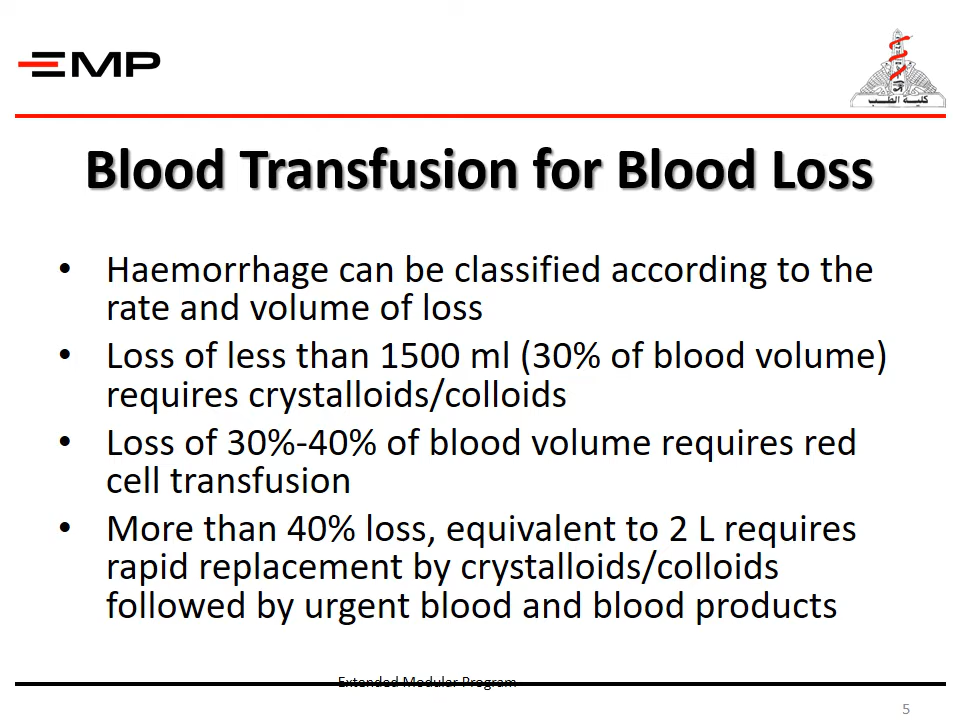 EMP
كلية الطب
Blood Transfusion for Blood Loss
• Haemorrhage can be classified according to the
rate and volume of loss
• Loss of less than 1500 ml (30% of blood volume)
requires crystalloids/colloids
• Loss of 30%-40% of blood volume requires red
cell transfusion
• More than 40% loss, equivalent to 2 L requires
rapid replacement by crystalloids/colloids
followed by urgent blood and blood products
Extended Modular Program
5